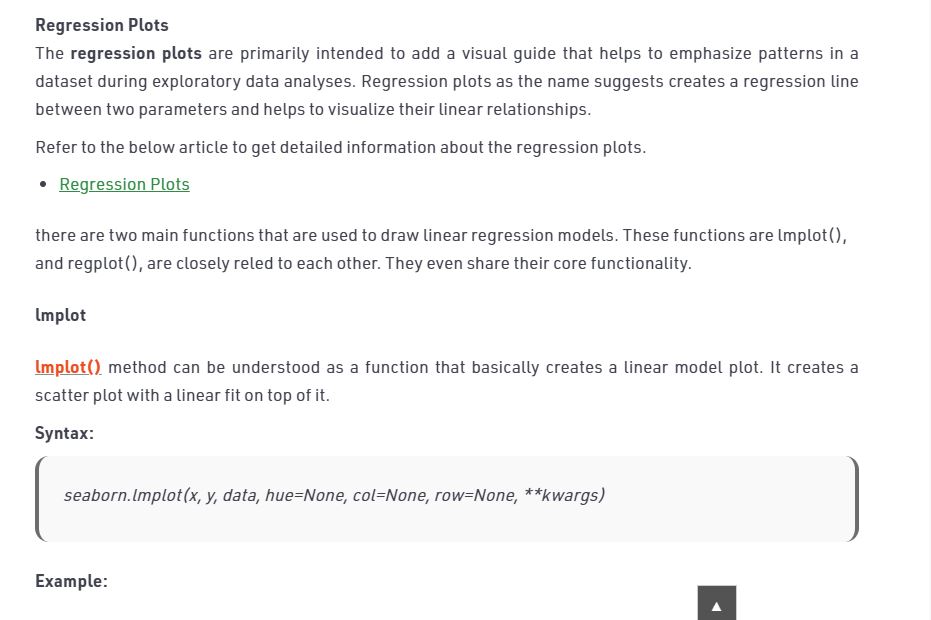 Regression Plots
The regression plots are primarily intended to add a visual guide that helps to emphasize patterns in a
dataset during exploratory data analyses. Regression plots as the name suggests creates a regression line
between two parameters and helps to visualize their linear relationships.
Refer to the below article to get detailed information about the regression plots.
• Regression Plots
there are two main functions that are used to draw linear regression models. These functions are lmplot(),
and regplot(), are closely reled to each other. They even share their core functionality.
lmplot
lmplot() method can be understood as a function that basically creates a linear model plot. It creates a
scatter plot with a linear fit on top of it.
Syntax:
seaborn.lmplot(x, y, data, hue=None, col=None, row=None, **kwargs)
Example: